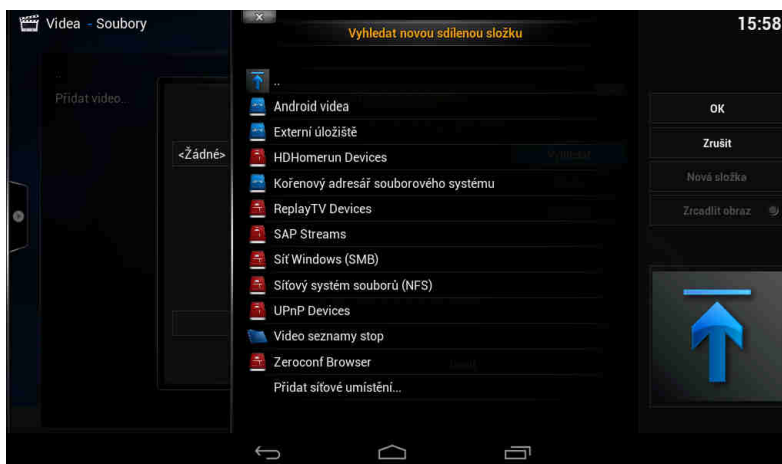 Videa - Soubory
x
Vyhledat novou sdílenou složku
15:58
..
Přidat video...
<Žádné>
..
Android videa
Externí úložiště
HDHomerun Devices
Kořenový adresář souborového systému
ReplayTV Devices
SAP Streams
Síť Windows (SMB)
Síťový systém souborů (NFS)
UPnP Devices
Video seznamy stop
Zeroconf Browser
Přidat síťové umístění...
Vyhledat
OK
Zrušit
Nová složka
Zrcadlit obraz